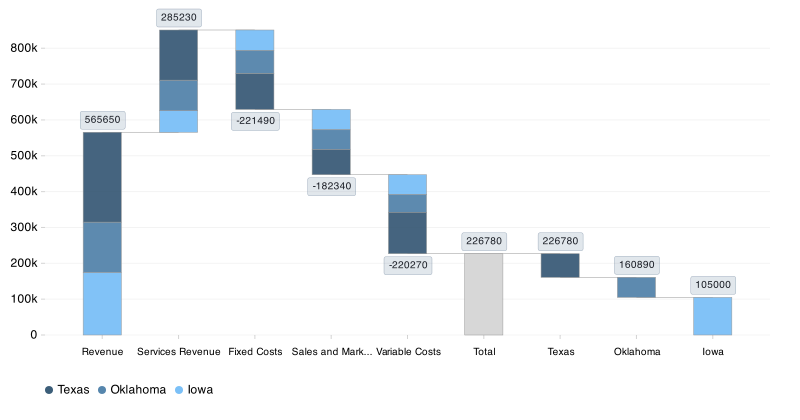 285230
800k
700k
600k
565650
-221490
500k
400k
-182340
300k
226780
226780
200k
-220270
160890
105000
100k
0
Revenue
Services Revenue
Fixed Costs
Sales and Mark...
Variable Costs
Total
Texas
Oklahoma
Iowa
Texas
Oklahoma
Iowa